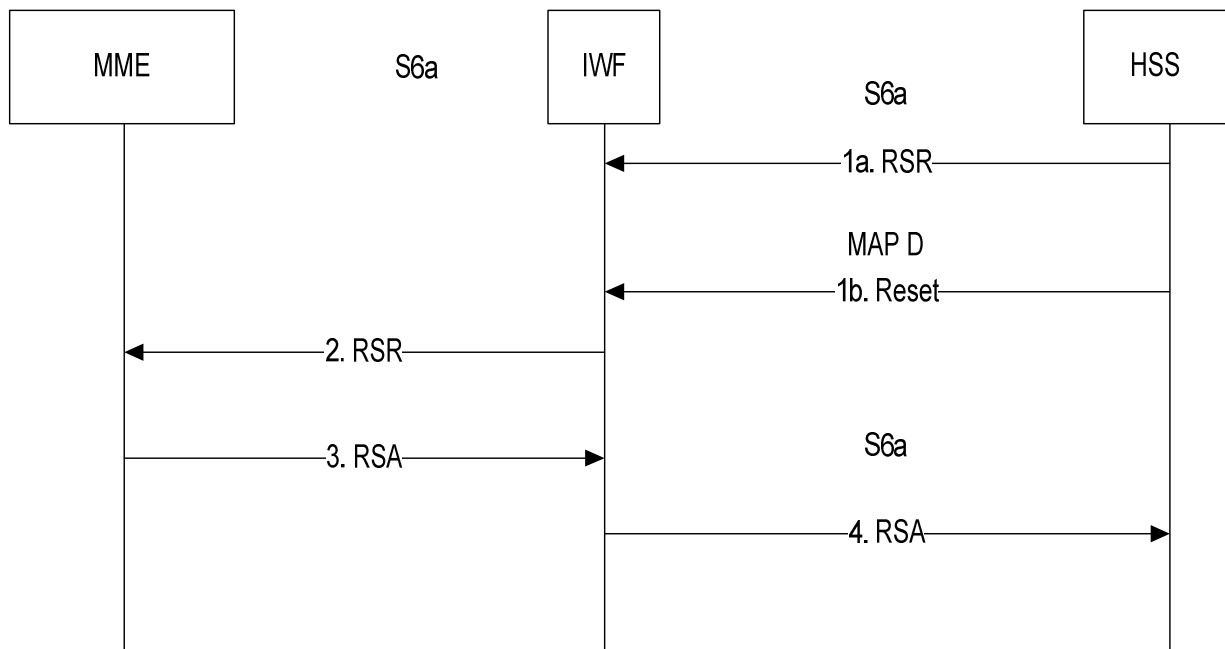 MME
S6a
IWF
HSS
S6a
1a. RSR
MAP D
1b. Reset
2. RSR
3. RSA
S6a
4. RSA